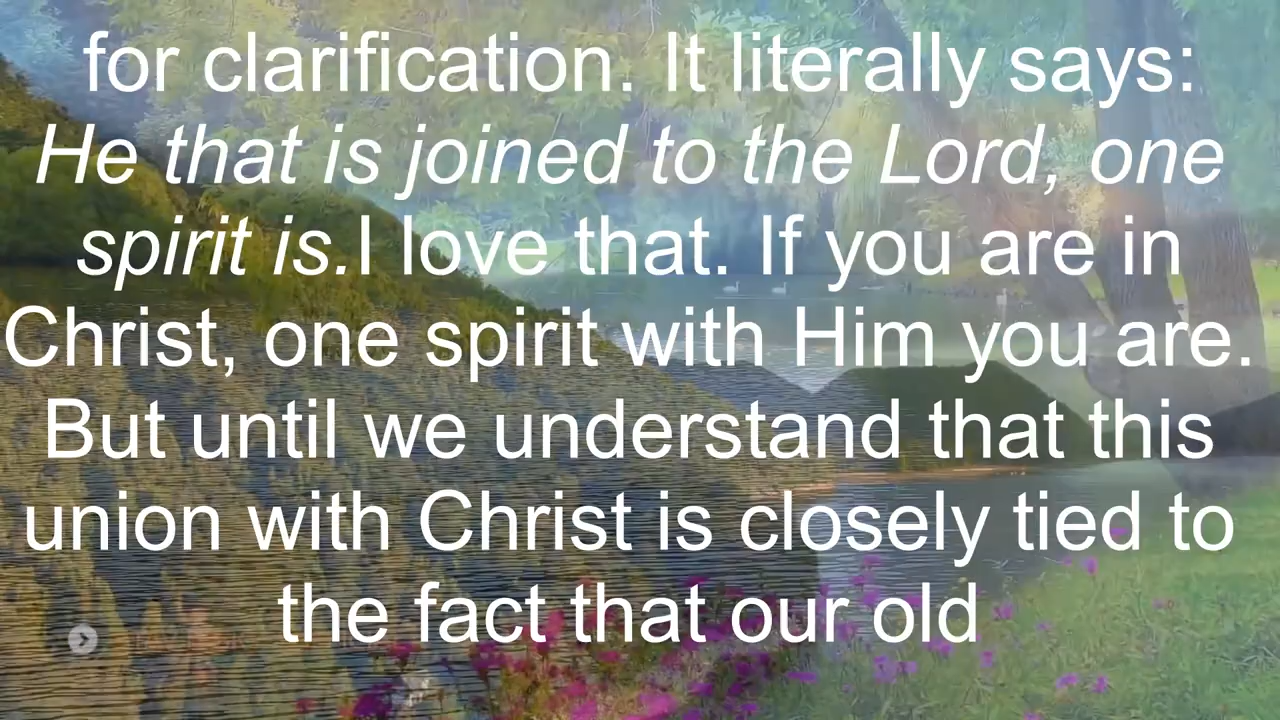 for clarification. It literally says:
He that is joined to the Lord, one
spirit is.I love that. If you are in
Christ, one spirit with Him you are.
But until we understand that this
union with Christ is closely tied to
the fact that our old